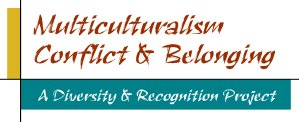 Multiculturalism
Conflict & Belonging
A Diversity & Recognition Project